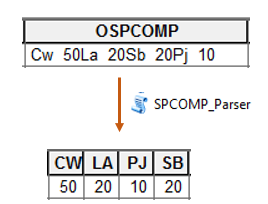 OSPCOMP
Cw  50La  20Sb  20Pj  10
SPCOMP_Parser
CW LA PJ SB
50 20 10 20